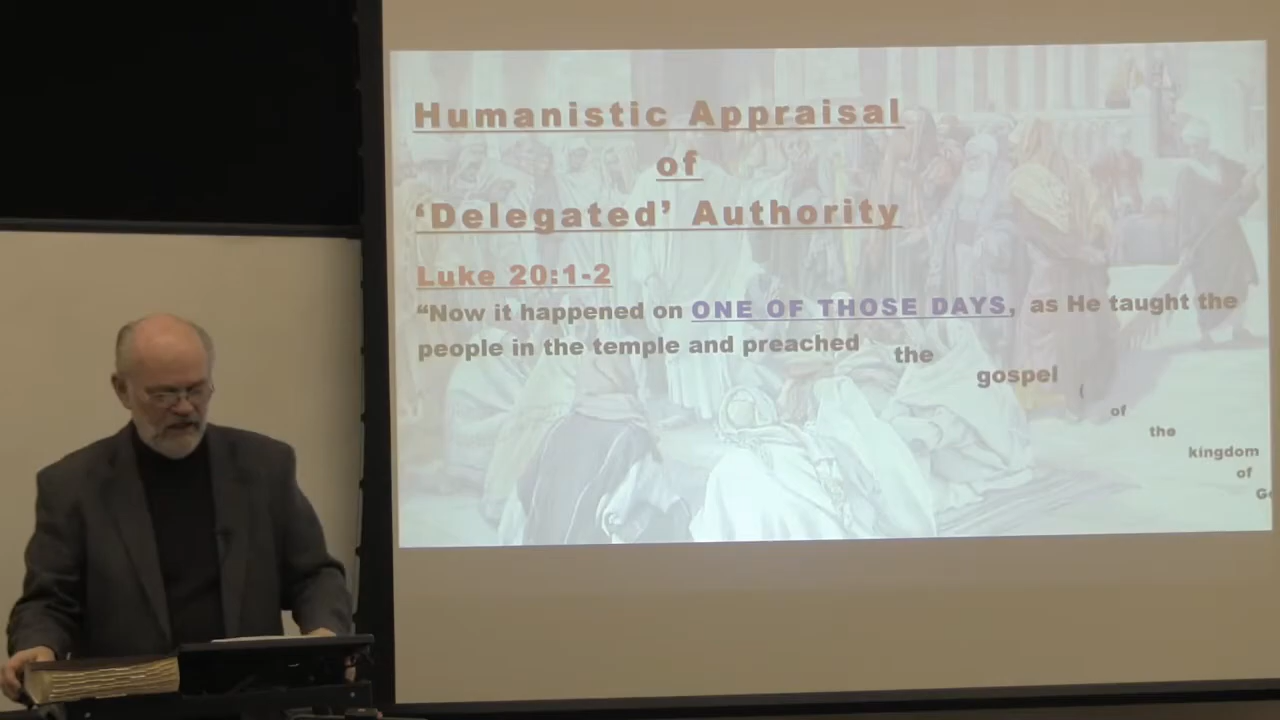 Humanistic Appraisal
of
‘Delegated’ Authority
Luke 20:1-2
“Now it happened on ONE OF THOSE DAYS, as He taught the
people in the temple and preached the
gospel
(
of
the
kingdom
of